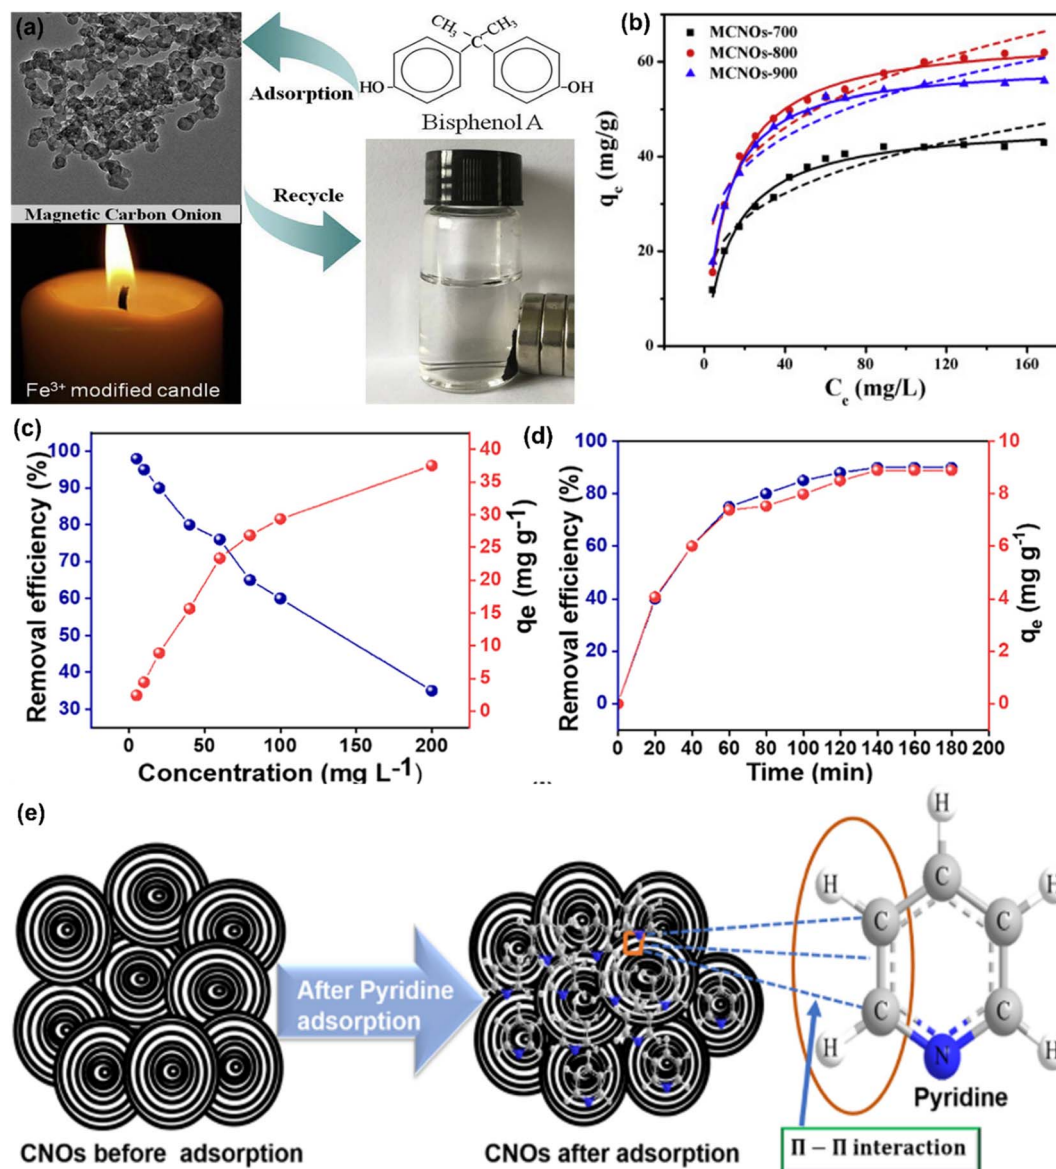 (a)
CH₃
CH₃
C
HO
OH
Adsorption
Bisphenol A
Recycle
Magnetic Carbon Onion
Fe³⁺ modified candle
(b)
MCNOs-700
MCNOs-800
MCNOs-900
60
40
20
0
qₑ (mg/g)
0 40 80 120 160
Cₑ (mg/L)
(c)
100
90
80
70
60
50
40
30
Removal efficiency (%)
40
35
30
25
20
15
10
5
0
qe (mg g⁻¹)
0 50 100 150 200
Concentration (mg L⁻¹)
(d)
100
80
60
40
20
0
Removal efficiency (%)
10
8
6
4
2
0
qₑ (mg g⁻¹)
0 20 40 60 80 100 120 140 160 180 200
Time (min)
(e)
After Pyridine
adsorption
CNOs before adsorption
CNOs after adsorption
H
H
H
C
C
C
C
C
H
H
N
Pyridine
Π – Π interaction